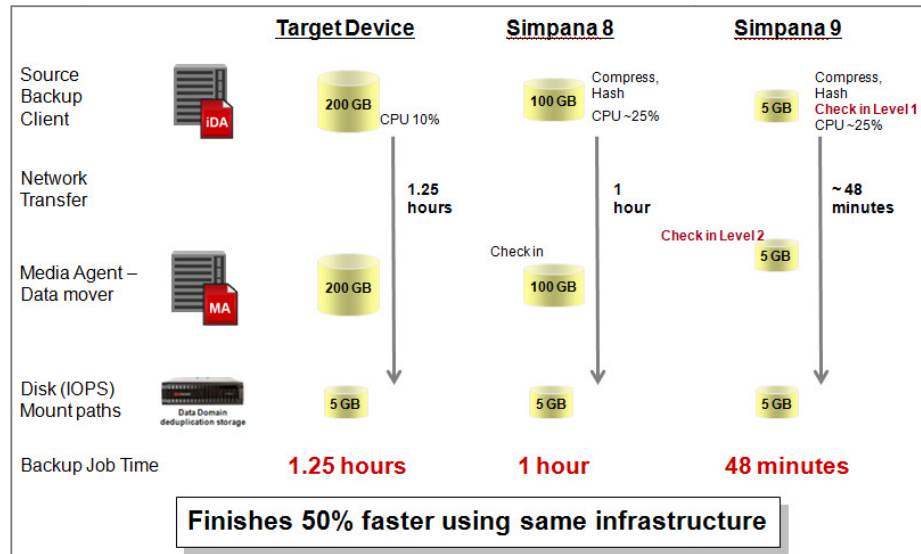 Target Device
Simpana 8
Simpana 9
Source
Backup
Client
iDA
200 GB
CPU 10%
100 GB
Compress,
Hash
CPU ~25%
5 GB
Compress,
Hash
Check in Level 1
CPU ~25%
Network
Transfer
1.25
hours
1
hour
~ 48
minutes
Media Agent –
Data mover
MA
200 GB
Check in
100 GB
Check in Level 2
5 GB
Disk (IOPS)
Mount paths
Data Domain
deduplication storage
5 GB
5 GB
5 GB
Backup Job Time
1.25 hours
1 hour
48 minutes
Finishes 50% faster using same infrastructure